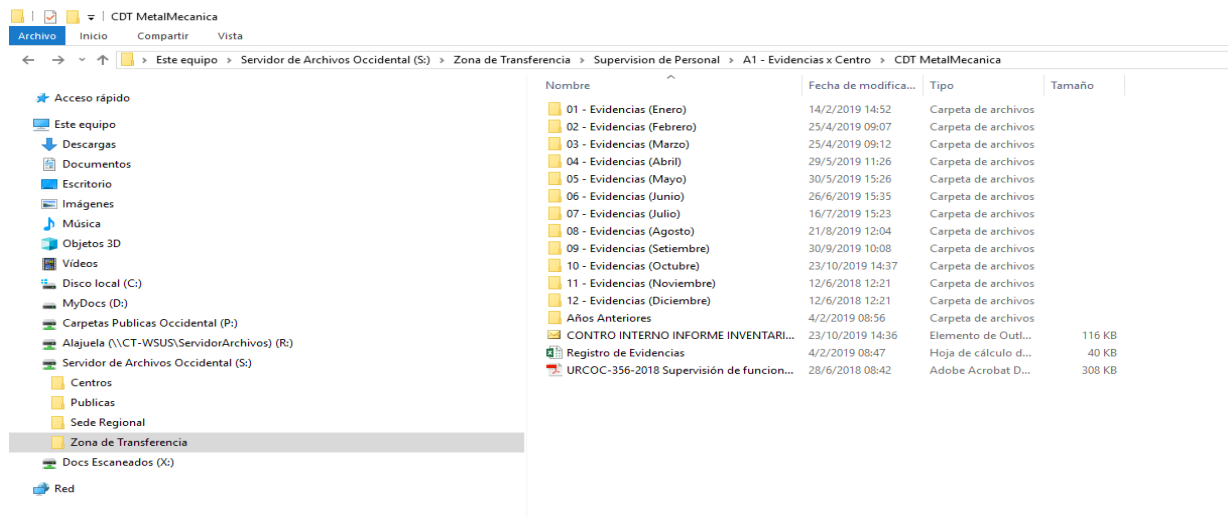 CDT MetalMecanica
Archivo Inicio Compartir Vista
Este equipo > Servidor de Archivos Occidental (S:) > Zona de Transferencia > Supervision de Personal > A1 - Evidencias x Centro > CDT MetalMecanica
Acceso rápido
Este equipo
Descargas
Documentos
Escritorio
Imágenes
Música
Objetos 3D
Vídeos
Disco local (C:)
MyDocs (D:)
Carpetas Publicas Occidental (P:)
Alajuela (\\CT-WSUS\ServidorArchivos) (R:)
Servidor de Archivos Occidental (S:)
Centros
Publicas
Sede Regional
Zona de Transferencia
Docs Escaneados (X:)
Red
Nombre Fecha de modifica... Tipo Tamaño
01 - Evidencias (Enero) 14/2/2019 14:52 Carpeta de archivos
02 - Evidencias (Febrero) 25/4/2019 09:07 Carpeta de archivos
03 - Evidencias (Marzo) 25/4/2019 09:12 Carpeta de archivos
04 - Evidencias (Abril) 29/5/2019 11:26 Carpeta de archivos
05 - Evidencias (Mayo) 30/5/2019 15:26 Carpeta de archivos
06 - Evidencias (Junio) 26/6/2019 15:35 Carpeta de archivos
07 - Evidencias (Julio) 16/7/2019 15:23 Carpeta de archivos
08 - Evidencias (Agosto) 21/8/2019 12:04 Carpeta de archivos
09 - Evidencias (Setiembre) 30/9/2019 10:08 Carpeta de archivos
10 - Evidencias (Octubre) 23/10/2019 14:37 Carpeta de archivos
11 - Evidencias (Noviembre) 12/6/2018 12:21 Carpeta de archivos
12 - Evidencias (Diciembre) 12/6/2018 12:21 Carpeta de archivos
Años Anteriores 4/2/2019 08:56 Carpeta de archivos
CONTRO INTERNO INFORME INVENTARI... 23/10/2019 14:36 Elemento de Outl... 116 KB
Registro de Evidencias 4/2/2019 08:47 Hoja de cálculo d... 40 KB
URCOC-356-2018 Supervisión de funcion... 28/6/2018 08:42 Adobe Acrobat D... 308 KB